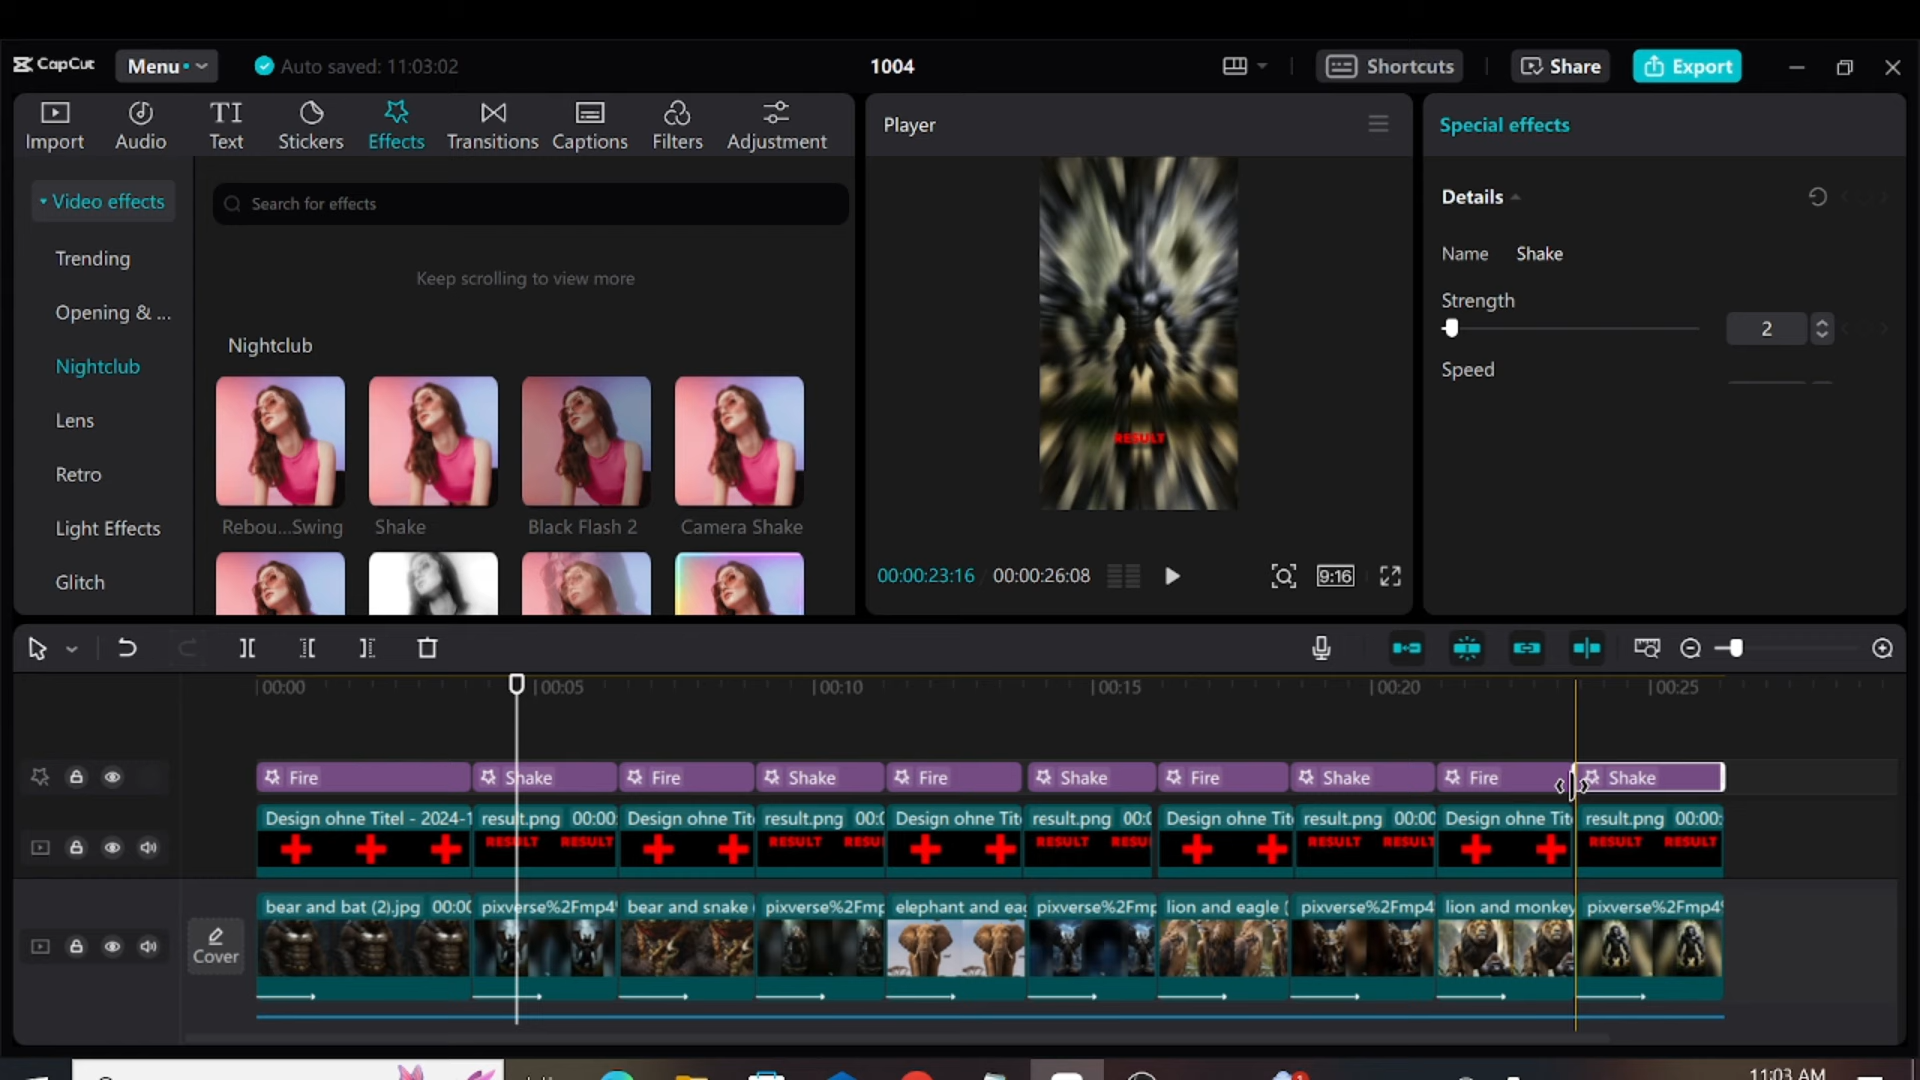 CapCut
Menu
Auto saved: 11:03:02
1004
Shortcuts
Share
Export
Import
Audio
TI
Text
Stickers
Effects
Transitions
Captions
Filters
Adjustment
Video effects
Trending
Opening & ...
Nightclub
Lens
Retro
Light Effects
Glitch
Search for effects
Keep scrolling to view more
Nightclub
Rebou...Swing
Shake
Black Flash 2
Camera Shake
Player
RESULT
00:00:23:16
00:00:26:08
9:16
Special effects
Details
Name Shake
Strength
2
Speed
00:00
00:05
00:10
00:15
00:20
00:25
Fire
Shake
Fire
Shake
Fire
Shake
Fire
Shake
Fire
Shake
Design ohne Titel - 2024-1
result.png 00:00:
Design ohne Tit
result.png 00:0
Design ohne Tit
result.png 00:0
Design ohne Tit
result.png 00:00
Design ohne Tit
result.png 00:00:
RESULT RESULT
RESULT RESUL
RESULT RESU
RESULT RESULT
RESULT RESULT
Cover
bear and bat (2).jpg 00:00
pixverse%2Fmp4
bear and snake
pixverse%2Fmp
elephant and eag
pixverse%2Fmp
lion and eagle (
pixverse%2Fmp4
lion and monkey
pixverse%2Fmp4
11:03 AM